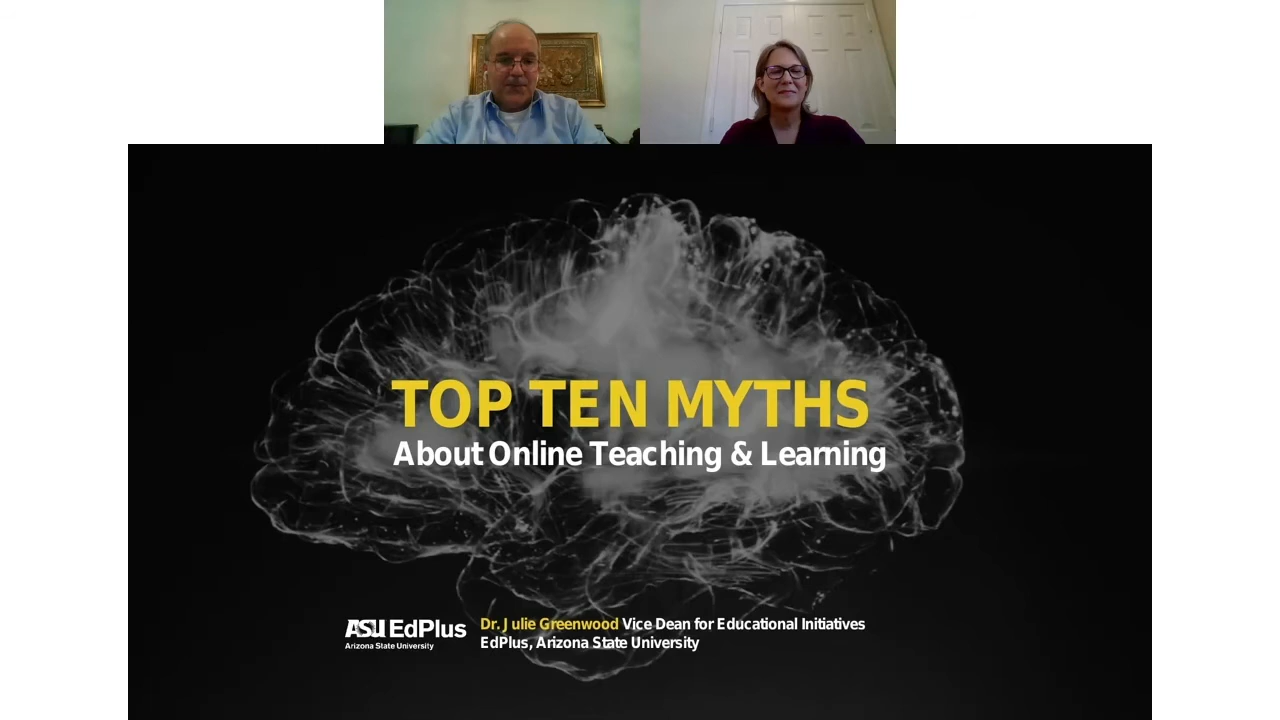 TOP TEN MYTHS
About Online Teaching & Learning
ASU EdPlus
Arizona State University
Dr. Julie Greenwood Vice Dean for Educational Initiatives
EdPlus, Arizona State University